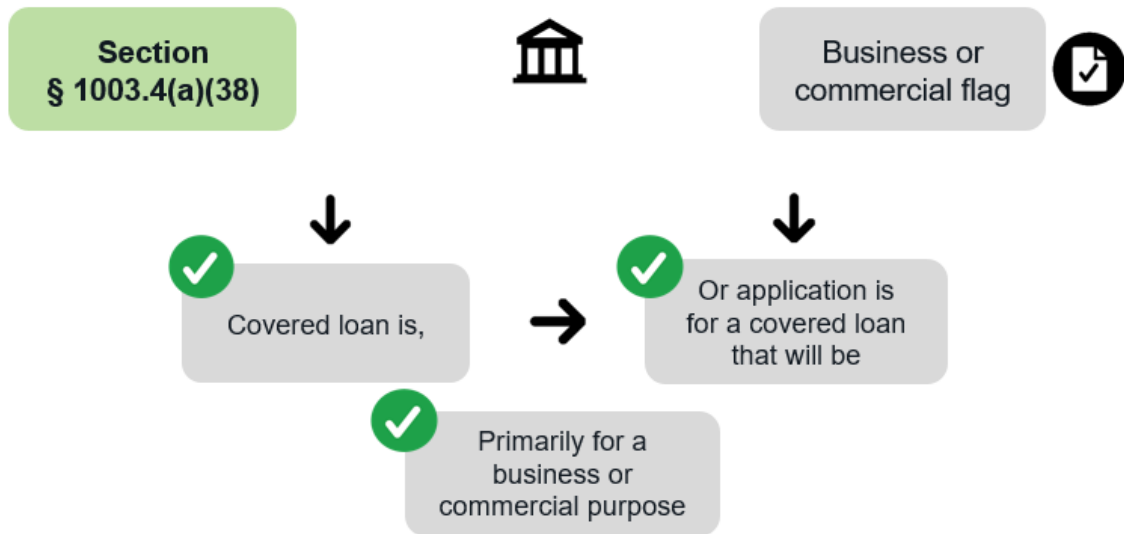 Section
§ 1003.4(a)(38)
Business or
commercial flag
Covered loan is,
Or application is
for a covered loan
that will be
Primarily for a
business or
commercial purpose